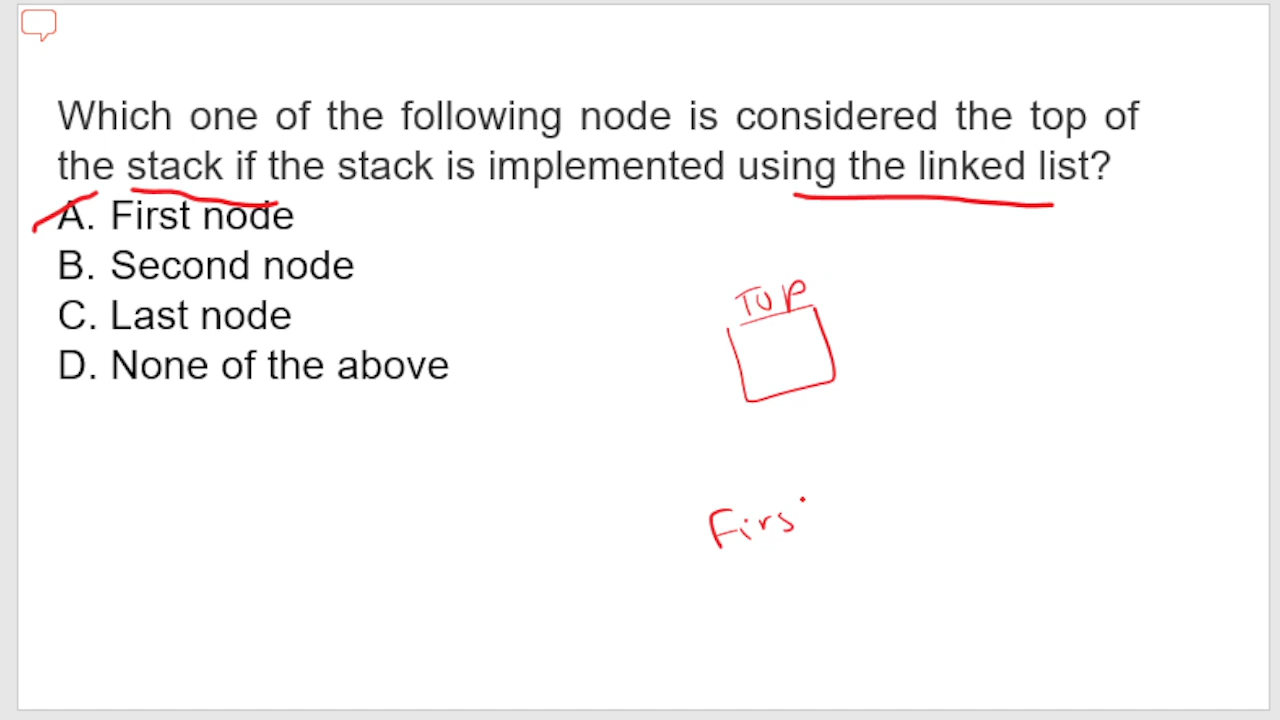 Which one of the following node is considered the top of
the stack if the stack is implemented using the linked list?
A. First node
B. Second node
C. Last node
D. None of the above
TOP
Firs